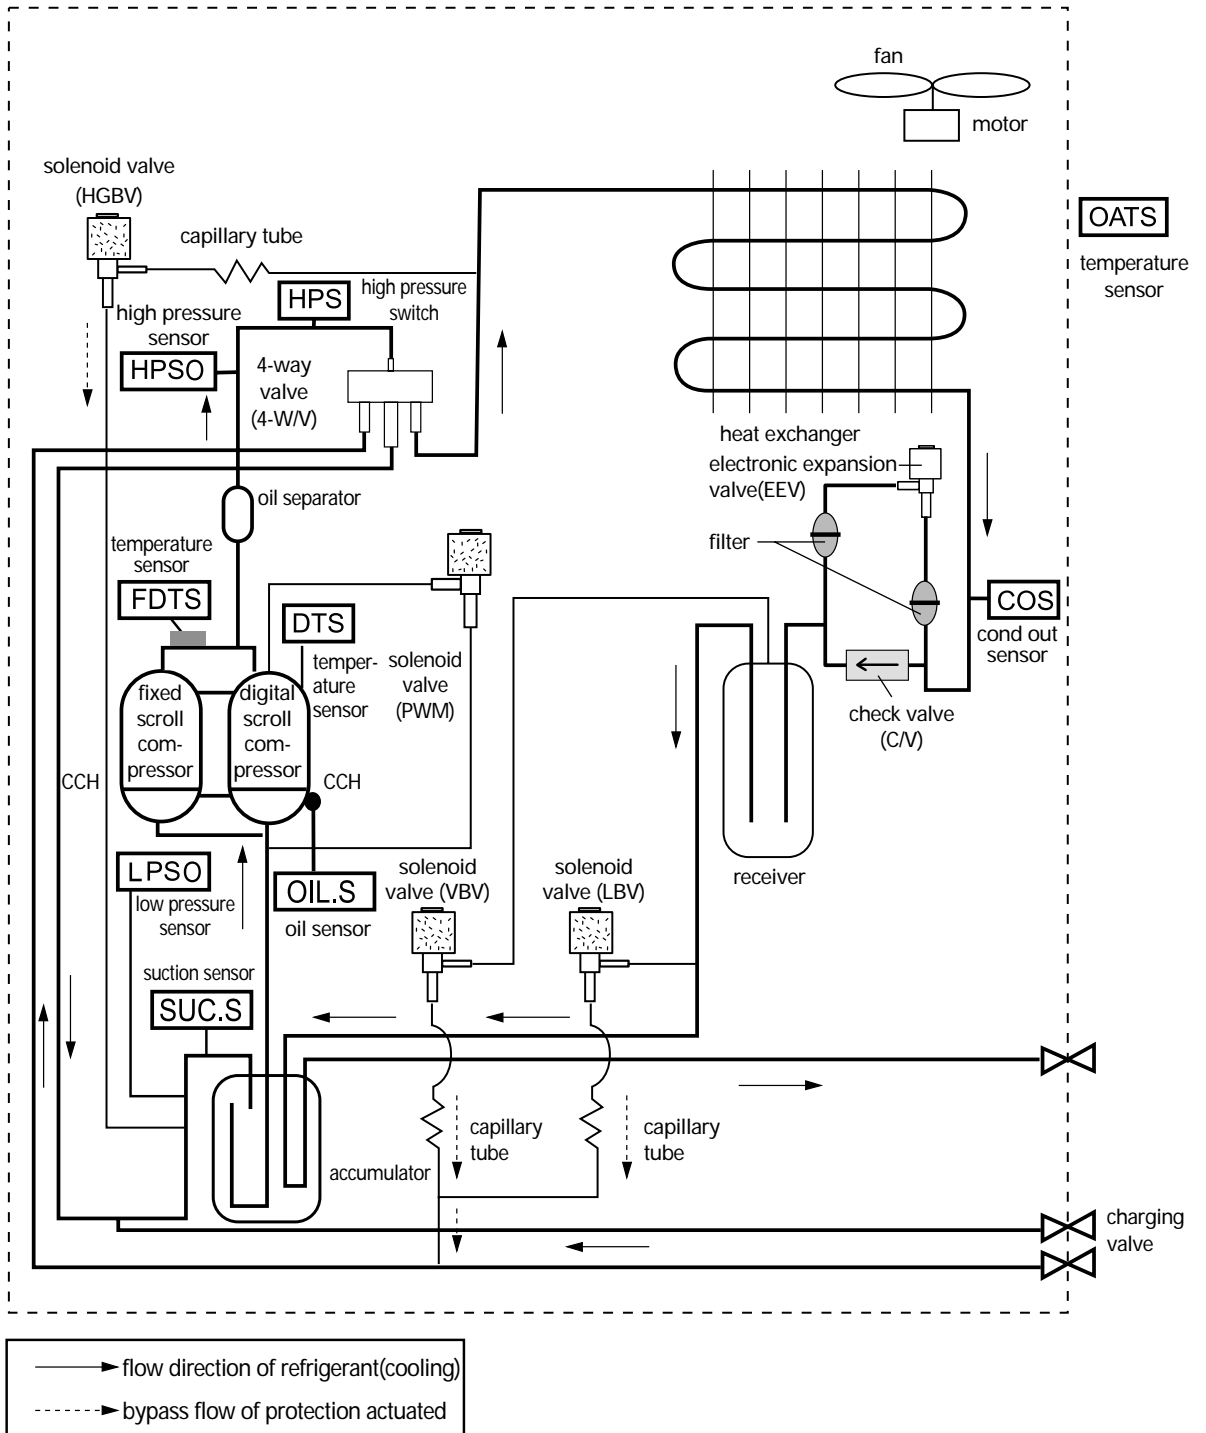 fan
motor
solenoid valve
(HGBV)
capillary tube
OATS
temperature
sensor
HPS
high pressure
switch
high pressure
sensor
HPSO
4-way
valve
(4-W/V)
heat exchanger
electronic expansion
valve(EEV)
oil separator
filter
temperature
sensor
FDTS
DTS
temper-
ature
sensor
solenoid
valve
(PWM)
COS
cond out
sensor
fixed
scroll
com-
pressor
digital
scroll
com-
pressor
check valve
(C/V)
CCH
CCH
LPSO
low pressure
sensor
OIL.S
oil sensor
solenoid
valve (VBV)
solenoid
valve (LBV)
receiver
suction sensor
SUC.S
capillary
tube
capillary
tube
accumulator
charging
valve
flow direction of refrigerant(cooling)
bypass flow of protection actuated